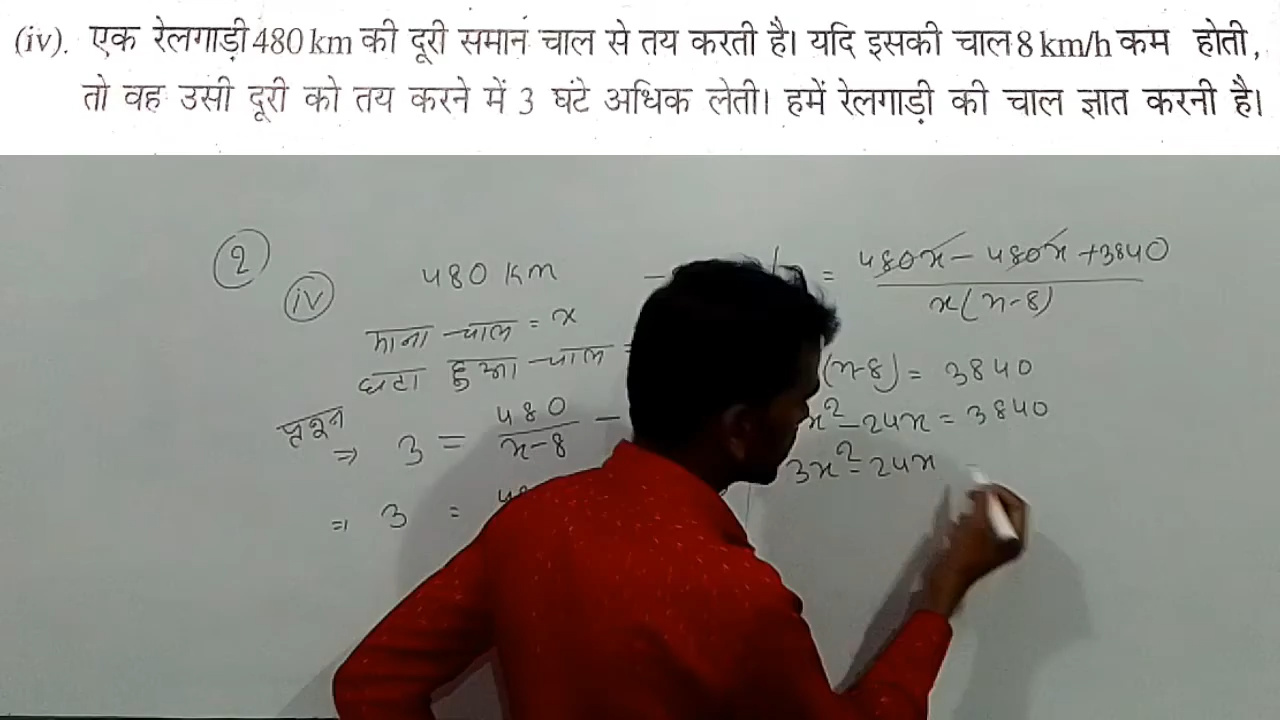 (iv). एक रेलगाड़ी 480 km की दूरी समान चाल से तय करती है। यदि इसकी चाल 8 km/h कम होती,
तो वह उसी दूरी को तय करने में 3 घंटे अधिक लेती। हमें रेलगाड़ी की चाल ज्ञात करनी है।
2
iv
480 km
माना चाल = x
घटा हुआ चाल =
प्रश्न
⇒ 3 = 480/(x-8) -
⇒ 3 =
= (480x - 480x + 3840)/(x(x-8))
(x-8) = 3840
x² - 24x = 3840
3x² - 24x